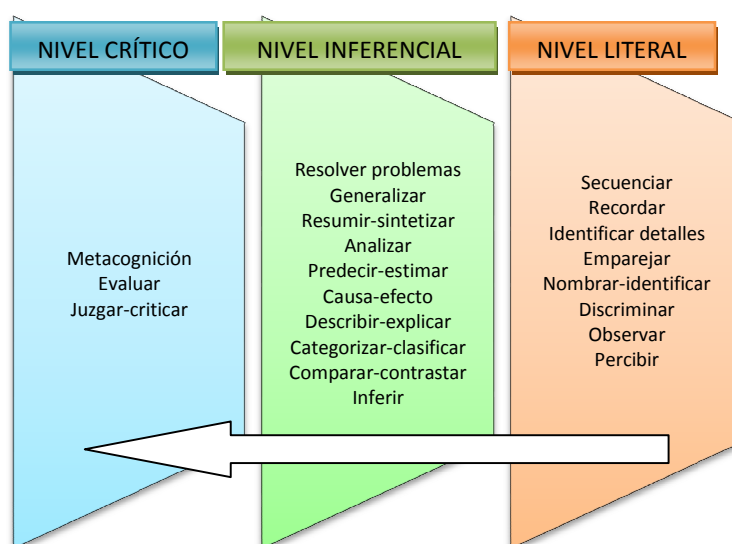 NIVEL CRÍTICO
NIVEL INFERENCIAL
NIVEL LITERAL
Metacognición
Evaluar
Juzgar-criticar
Resolver problemas
Generalizar
Resumir-sintetizar
Analizar
Predecir-estimar
Causa-efecto
Describir-explicar
Categorizar-clasificar
Comparar-contrastar
Inferir
Secuenciar
Recordar
Identificar detalles
Emparejar
Nombrar-identificar
Discriminar
Observar
Percibir